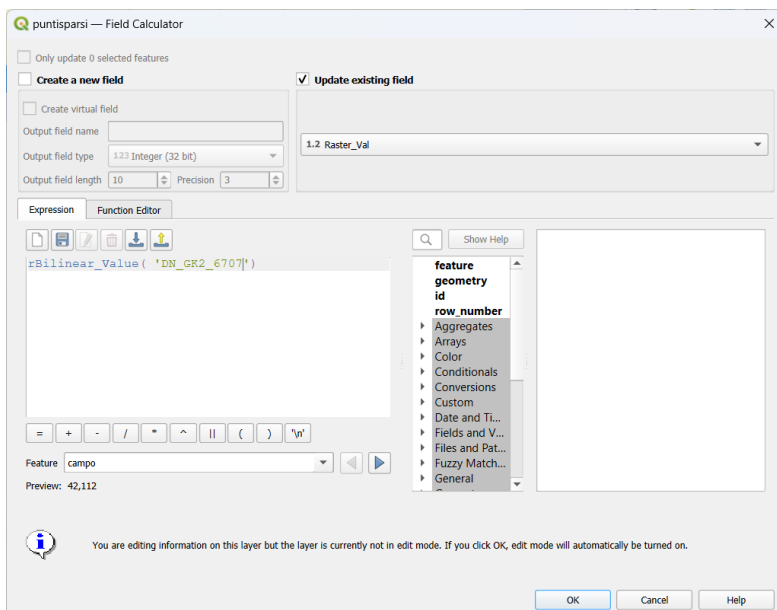 puntisparsi — Field Calculator
Only update 0 selected features
Create a new field
Update existing field
Create virtual field
Output field name
Output field type 123 Integer (32 bit)
Output field length 10 Precision 3
1.2 Raster_Val
Expression Function Editor
rBilinear_Value( 'DN_GK2_6707')
= + - / * ^ || ( ) '\n'
Feature campo
Preview: 42,112
Show Help
feature
geometry
id
row_number
Aggregates
Arrays
Color
Conditionals
Conversions
Custom
Date and Ti...
Fields and V...
Files and Pat...
Fuzzy Match...
General
You are editing information on this layer but the layer is currently not in edit mode. If you click OK, edit mode will automatically be turned on.
OK Cancel Help